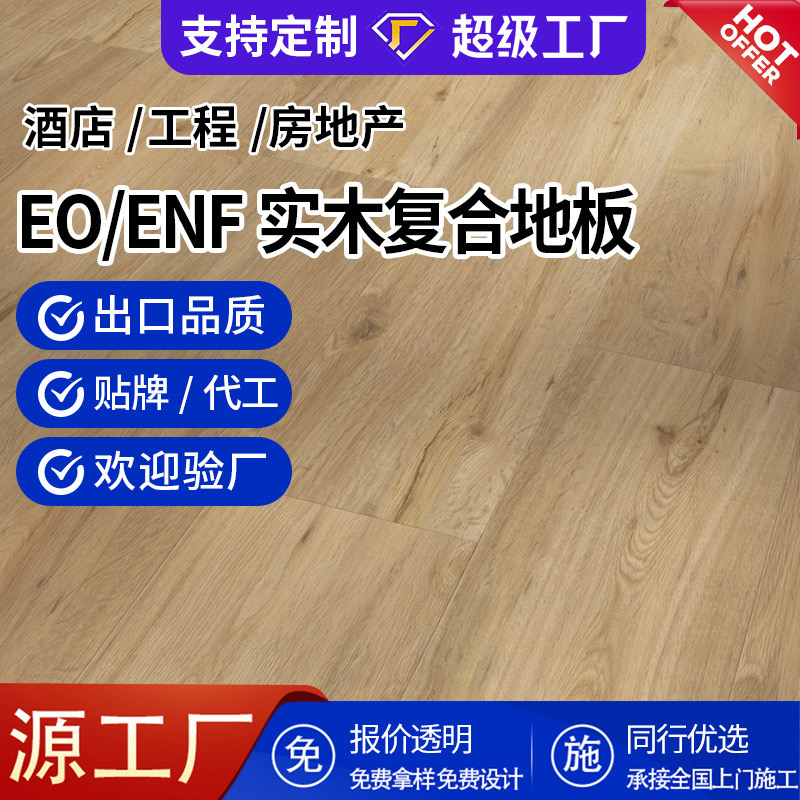 支持定制 超级工厂
HOT
OFFER
酒店 /工程 /房地产
EO/ENF 实木复合地板
出口品质
贴牌 / 代工
欢迎验厂
源工厂
免 报价透明
免费拿样免费设计
施 同行优选
承接全国上门施工